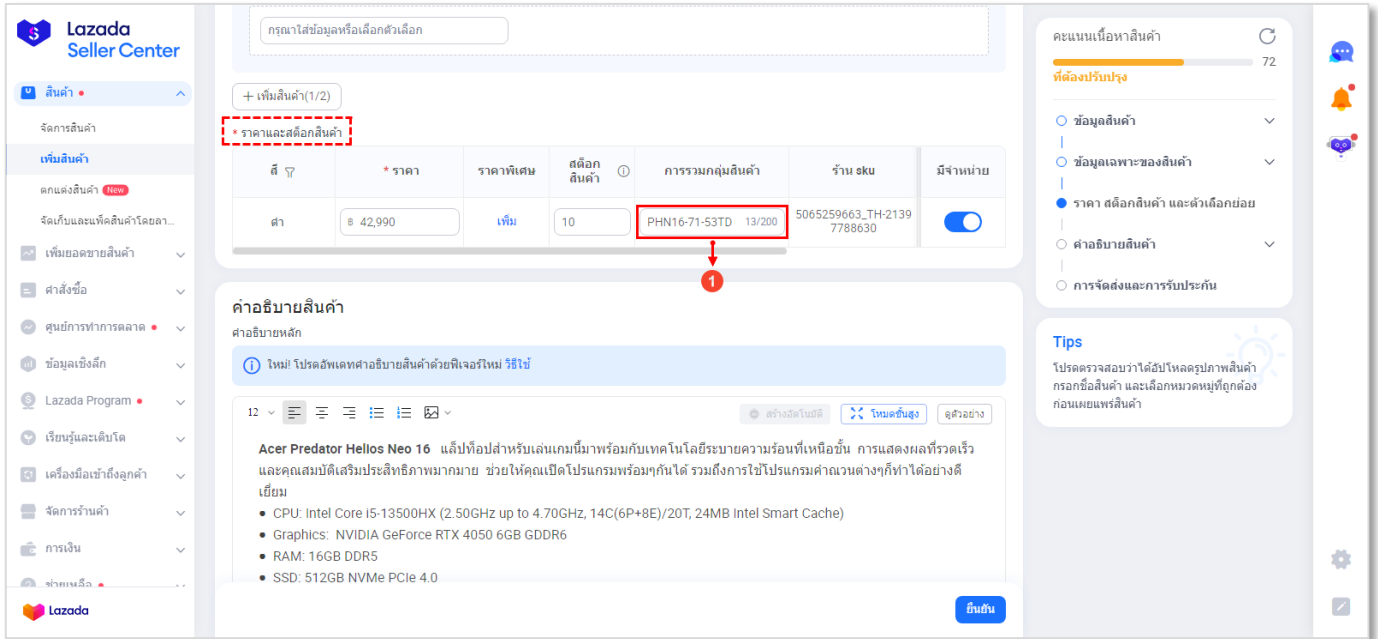 Lazada
Seller Center
สินค้า
จัดการสินค้า
เพิ่มสินค้า
ตกแต่งสินค้า New
จัดเก็บและแพ็คสินค้าโดยลา...
เพิ่มยอดขายสินค้า
คำสั่งซื้อ
ศูนย์การทำการตลาด
ข้อมูลเชิงลึก
Lazada Program
เรียนรู้และเติบโต
เครื่องมือเข้าถึงลูกค้า
จัดการร้านค้า
การเงิน
ช่วยเหลือ
Lazada
กรุณาใส่ข้อมูลหรือเลือกตัวเลือก
+ เพิ่มสินค้า(1/2)
* ราคาและสต็อกสินค้า
สี * ราคา ราคาพิเศษ สต็อกสินค้า การรวมกลุ่มสินค้า ร้าน sku มีจำหน่าย
ดำ ฿ 42,990 เพิ่ม 10 PHN16-71-53TD 13/200 5065259663_TH-21397788630
1
คำอธิบายสินค้า
คำอธิบายหลัก
ใหม่! โปรดอัพเดทคำอธิบายสินค้าด้วยฟีเจอร์ใหม่ วิธีใช้
12 สร้างอัตโนมัติ โหมดขั้นสูง ดูตัวอย่าง
Acer Predator Helios Neo 16 แล็ปท็อปสำหรับเล่นเกมนี้มาพร้อมกับเทคโนโลยีระบายความร้อนที่เหนือชั้น การแสดงผลที่รวดเร็ว
และคุณสมบัติเสริมประสิทธิภาพมากมาย ช่วยให้คุณเปิดโปรแกรมพร้อมๆกันได้ รวมถึงการใช้โปรแกรมคำนวนต่างๆก็ทำได้อย่างดี
เยี่ยม
• CPU: Intel Core i5-13500HX (2.50GHz up to 4.70GHz, 14C(6P+8E)/20T, 24MB Intel Smart Cache)
• Graphics: NVIDIA GeForce RTX 4050 6GB GDDR6
• RAM: 16GB DDR5
• SSD: 512GB NVMe PCIe 4.0
ยืนยัน
คะแนนเนื้อหาสินค้า
72
ที่ต้องปรับปรุง
ข้อมูลสินค้า
ข้อมูลเฉพาะของสินค้า
ราคา สต็อกสินค้า และตัวเลือกย่อย
คำอธิบายสินค้า
การจัดส่งและการรับประกัน
Tips
โปรดตรวจสอบว่าได้อัปโหลดรูปภาพสินค้า
กรอกชื่อสินค้า และเลือกหมวดหมู่ที่ถูกต้อง
ก่อนเผยแพร่สินค้า